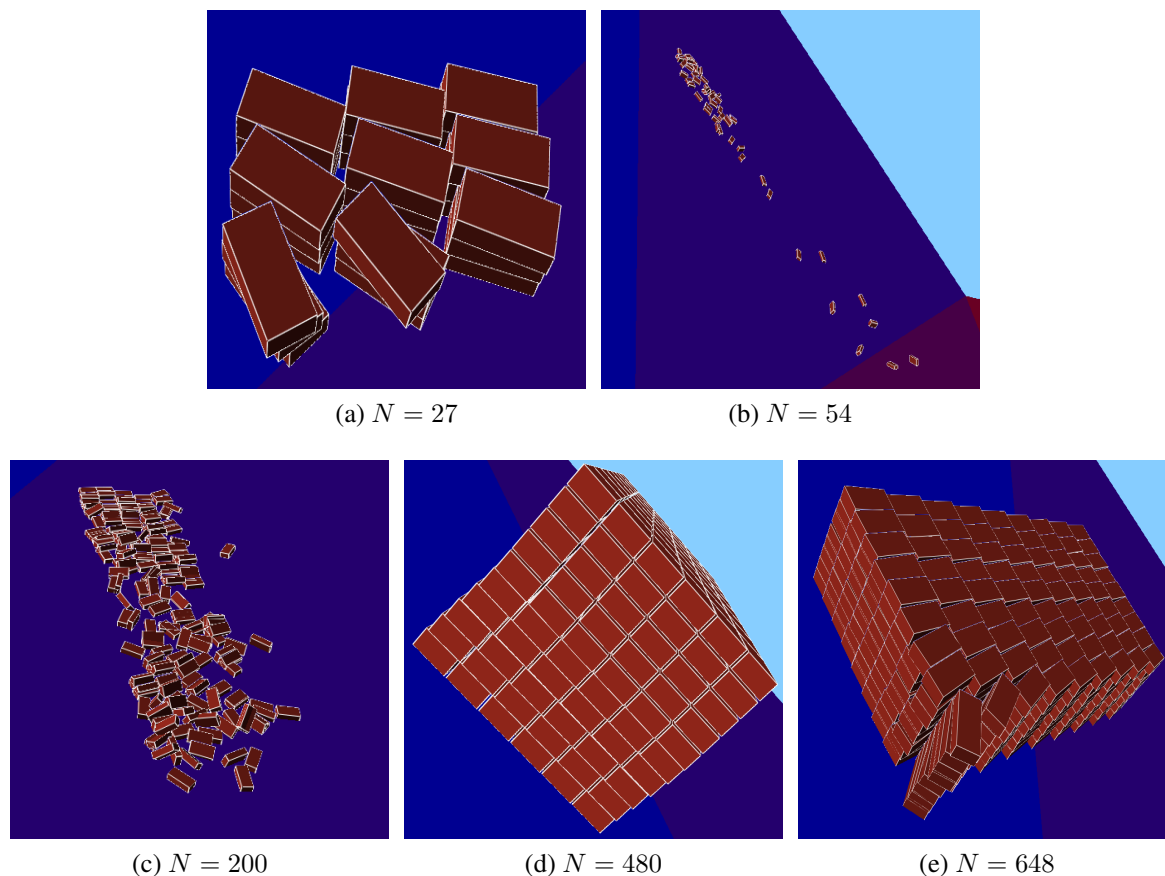 (a) N = 27
(b) N = 54
(c) N = 200
(d) N = 480
(e) N = 648